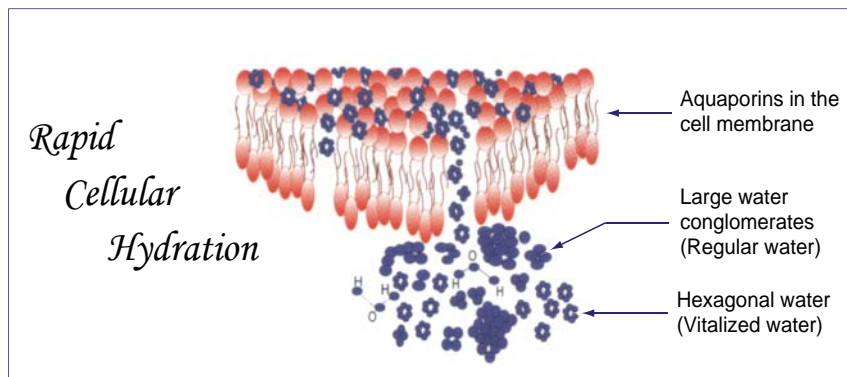 Rapid
Cellular
Hydration
Aquaporins in the
cell membrane
Large water
conglomerates
(Regular water)
Hexagonal water
(Vitalized water)
H
O
H
H
O
H